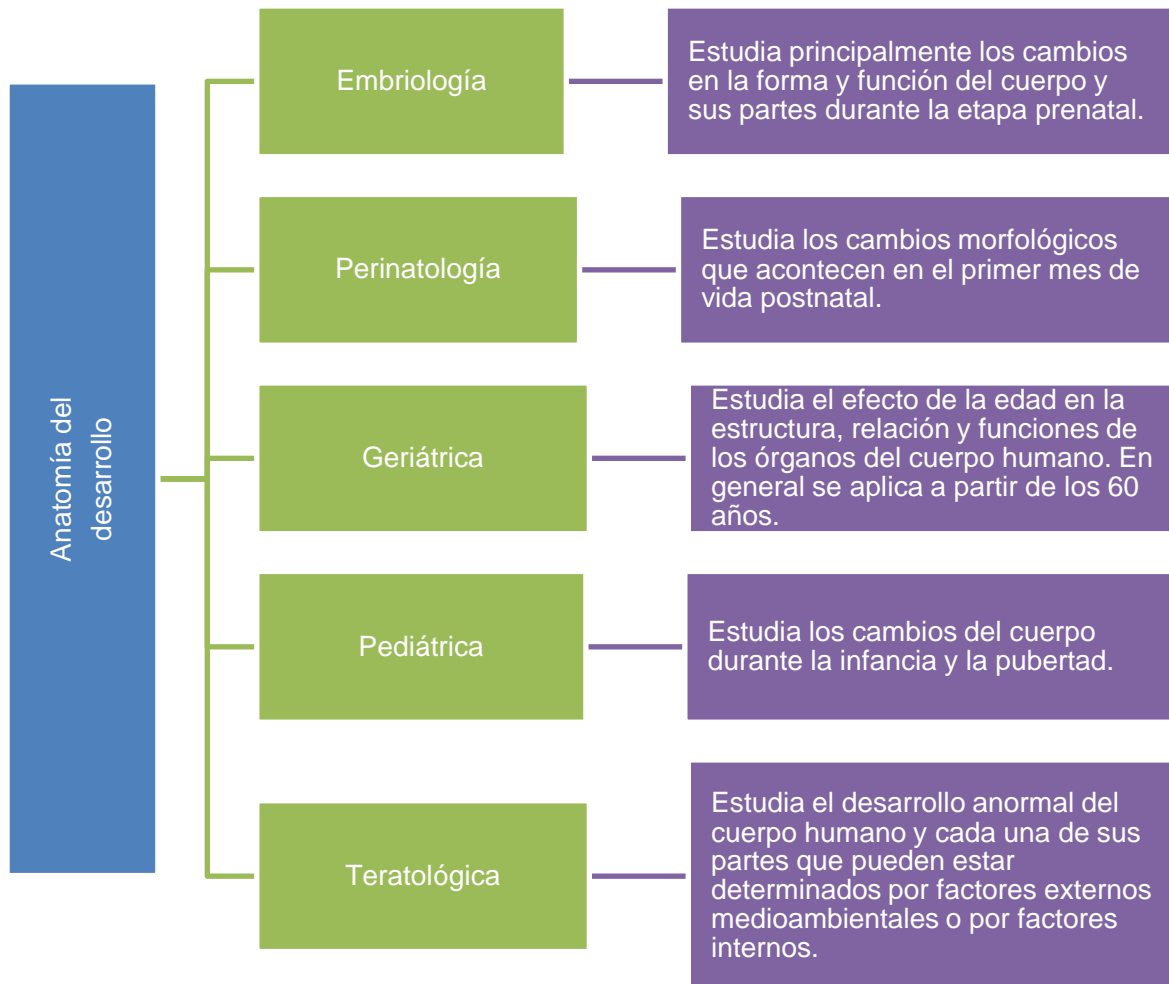 Anatomía del
desarrollo
Embriología
Estudia principalmente los cambios
en la forma y función del cuerpo y
sus partes durante la etapa prenatal.
Perinatología
Estudia los cambios morfológicos
que acontecen en el primer mes de
vida postnatal.
Geriátrica
Estudia el efecto de la edad en la
estructura, relación y funciones de
los órganos del cuerpo humano. En
general se aplica a partir de los 60
años.
Pediátrica
Estudia los cambios del cuerpo
durante la infancia y la pubertad.
Teratológica
Estudia el desarrollo anormal del
cuerpo humano y cada una de sus
partes que pueden estar
determinados por factores externos
medioambientales o por factores
internos.